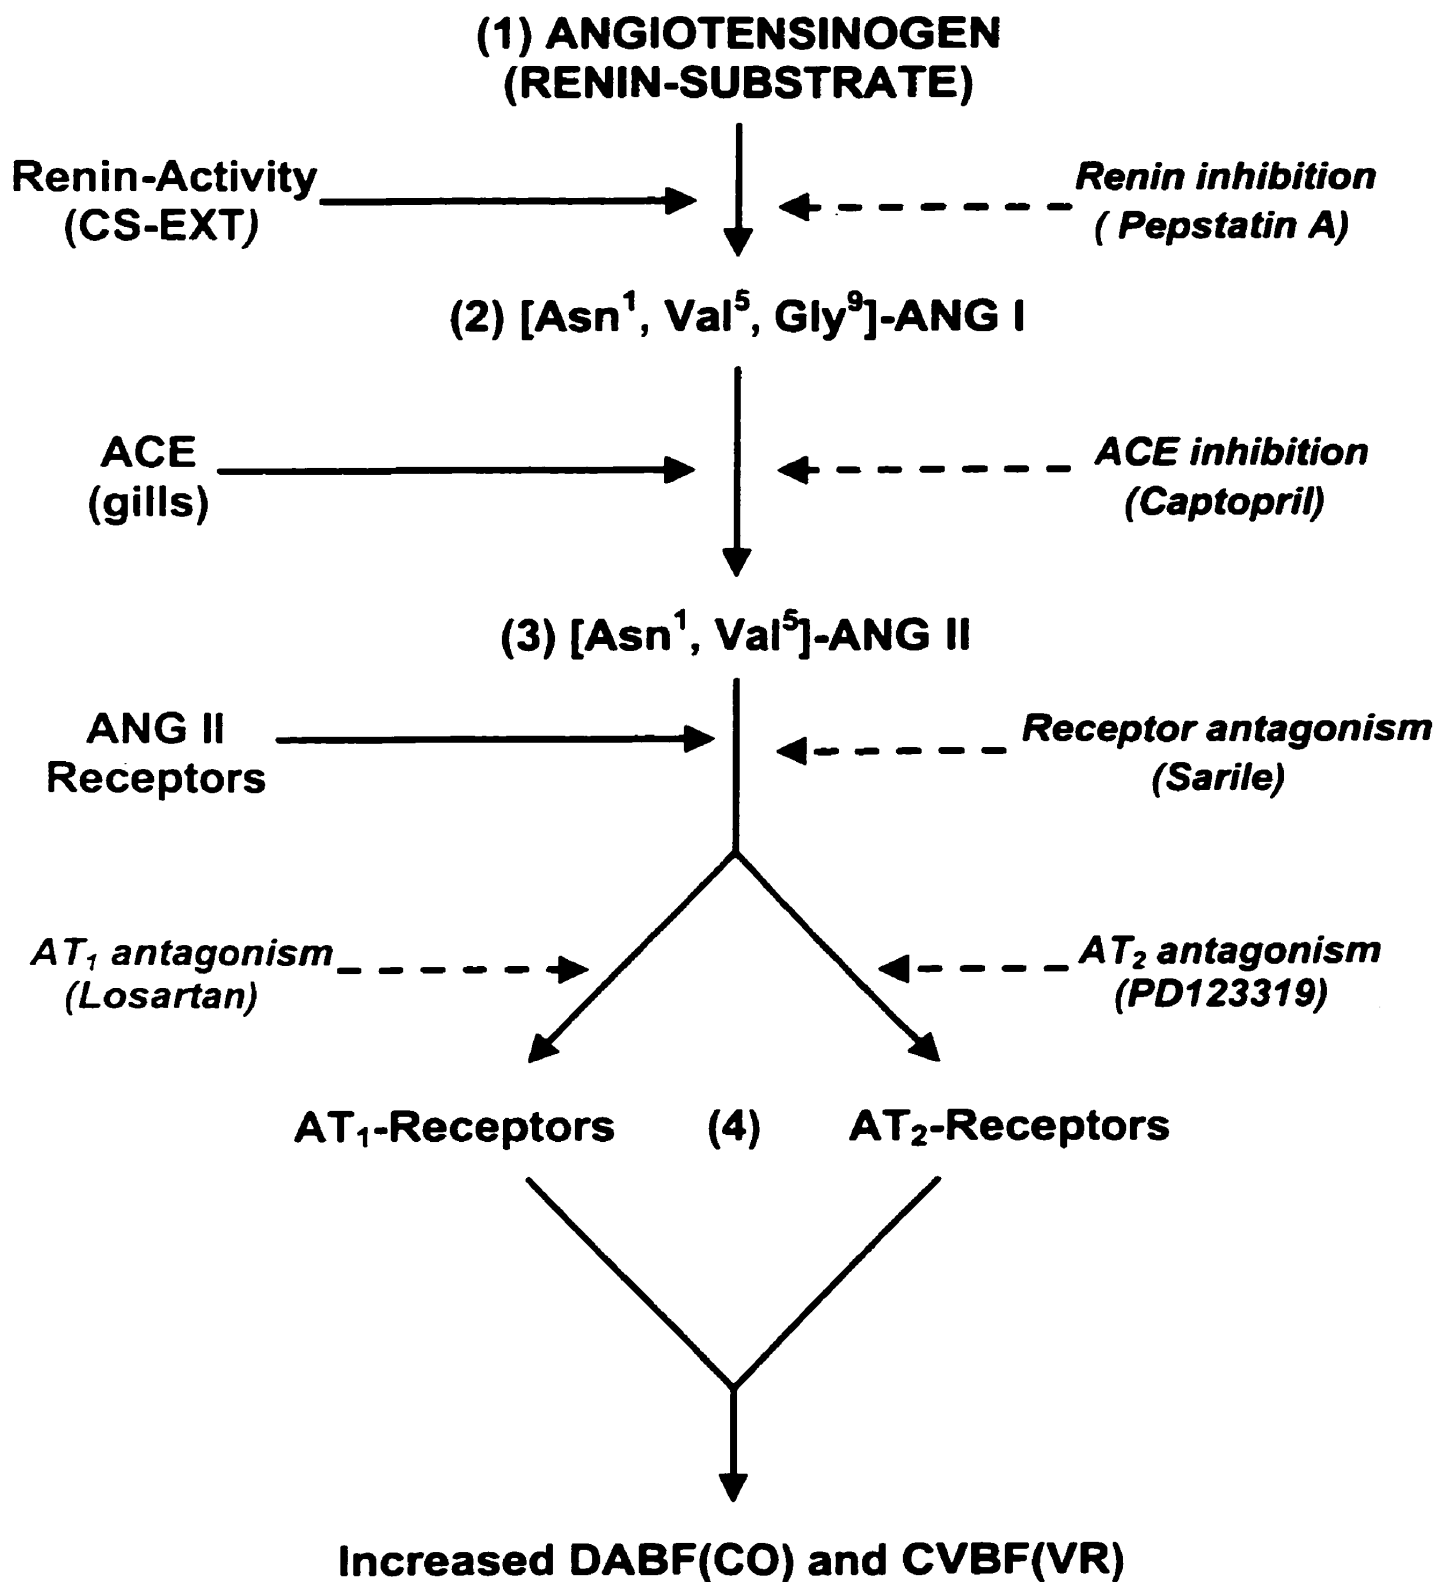 (1) ANGIOTENSINOGEN
(RENIN-SUBSTRATE)
Renin-Activity
(CS-EXT)
Renin inhibition
( Pepstatin A)
(2) [Asn¹, Val⁵, Gly⁹]-ANG I
ACE
(gills)
ACE inhibition
(Captopril)
(3) [Asn¹, Val⁵]-ANG II
ANG II
Receptors
Receptor antagonism
(Sarile)
AT₁ antagonism
(Losartan)
AT₂ antagonism
(PD123319)
AT₁-Receptors (4) AT₂-Receptors
Increased DABF(CO) and CVBF(VR)